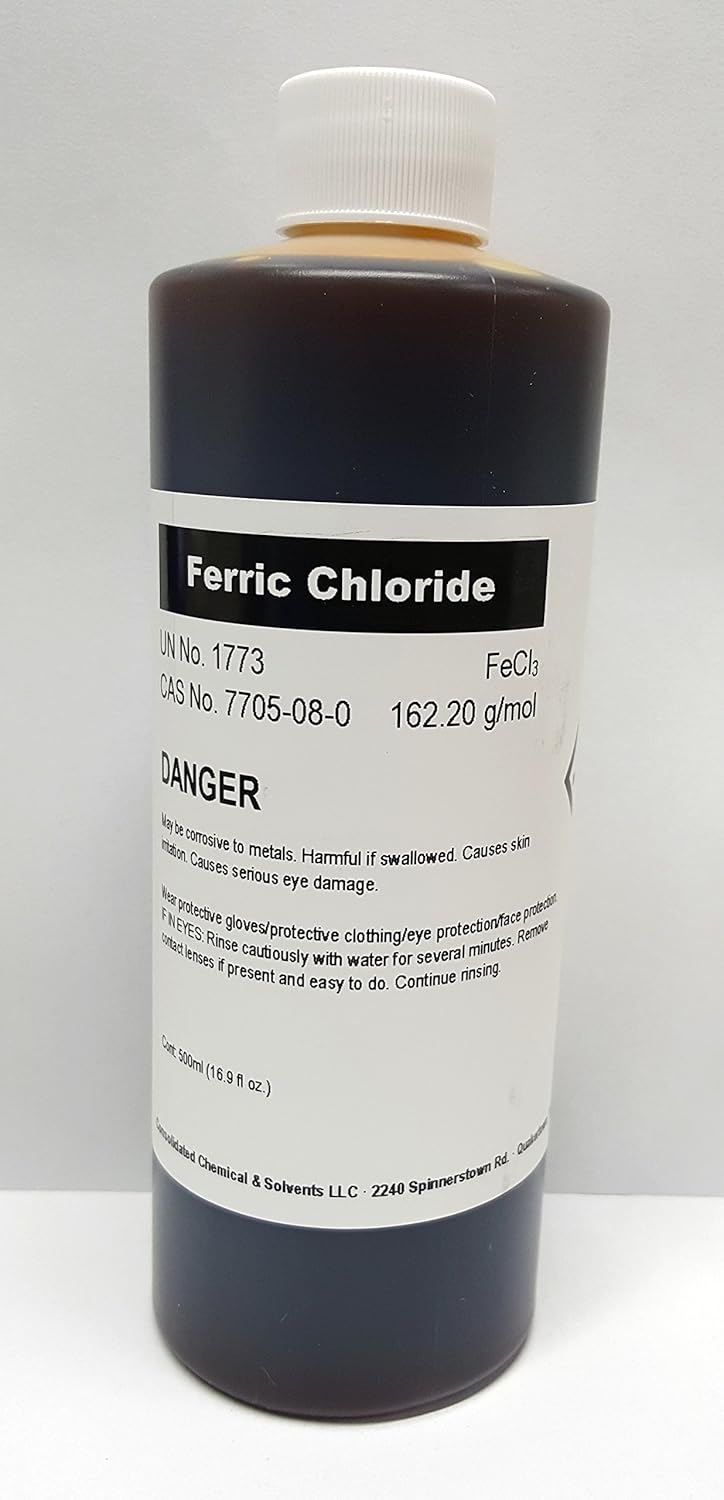 Ferric Chloride
UN No. 1773 FeCl₃
CAS No. 7705-08-0 162.20 g/mol
DANGER
May be corrosive to metals. Harmful if swallowed. Causes skin
irritation. Causes serious eye damage.
Wear protective gloves/protective clothing/eye protection/face protection.
IF IN EYES: Rinse cautiously with water for several minutes. Remove
contact lenses if present and easy to do. Continue rinsing.
Cont: 500ml (16.9 fl oz.)
Consolidated Chemical & Solvents LLC · 2240 Spinnerstown Rd. ·